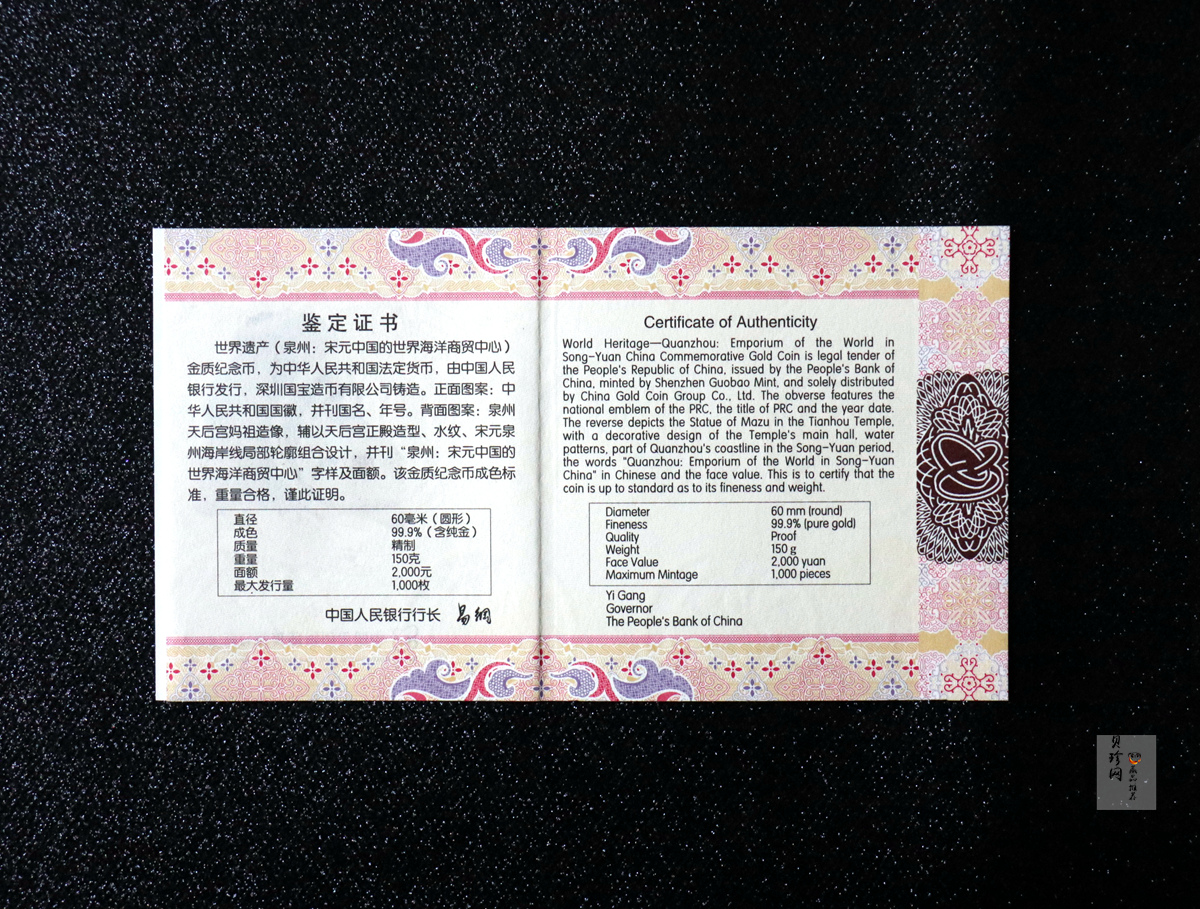 鉴定证书
世界遗产（泉州：宋元中国的世界海洋商贸中心）
金质纪念币，为中华人民共和国法定货币，由中国人民
银行发行，深圳国宝造币有限公司铸造。正面图案：中
华人民共和国国徽，并刊国名、年号。背面图案：泉州
天后宫妈祖造像，辅以天后宫正殿造型、水纹、宋元泉
州海岸线局部轮廓组合设计，并刊“泉州：宋元中国的
世界海洋商贸中心”字样及面额。该金质纪念币成色标
准，重量合格，谨此证明。
直径 60毫米（圆形）
成色 99.9%（含纯金）
质量 精制
重量 150克
面额 2,000元
最大发行量 1,000枚
中国人民银行行长 易纲
Certificate of Authenticity
World Heritage—Quanzhou: Emporium of the World in
Song-Yuan China Commemorative Gold Coin is legal tender of
the People's Republic of China, issued by the People's Bank of
China, minted by Shenzhen Guobao Mint, and solely distributed
by China Gold Coin Group Co., Ltd. The obverse features the
national emblem of the PRC, the title of PRC and the year date.
The reverse depicts the Statue of Mazu in the Tianhou Temple,
with a decorative design of the Temple's main hall, water
patterns, part of Quanzhou's coastline in the Song-Yuan period,
the words "Quanzhou: Emporium of the World in Song-Yuan
China" in Chinese and the face value. This is to certify that the
coin is up to standard as to its fineness and weight.
Diameter 60 mm (round)
Fineness 99.9% (pure gold)
Quality Proof
Weight 150 g
Face Value 2,000 yuan
Maximum Mintage 1,000 pieces
Yi Gang
Governor
The People's Bank of China
贝珍网